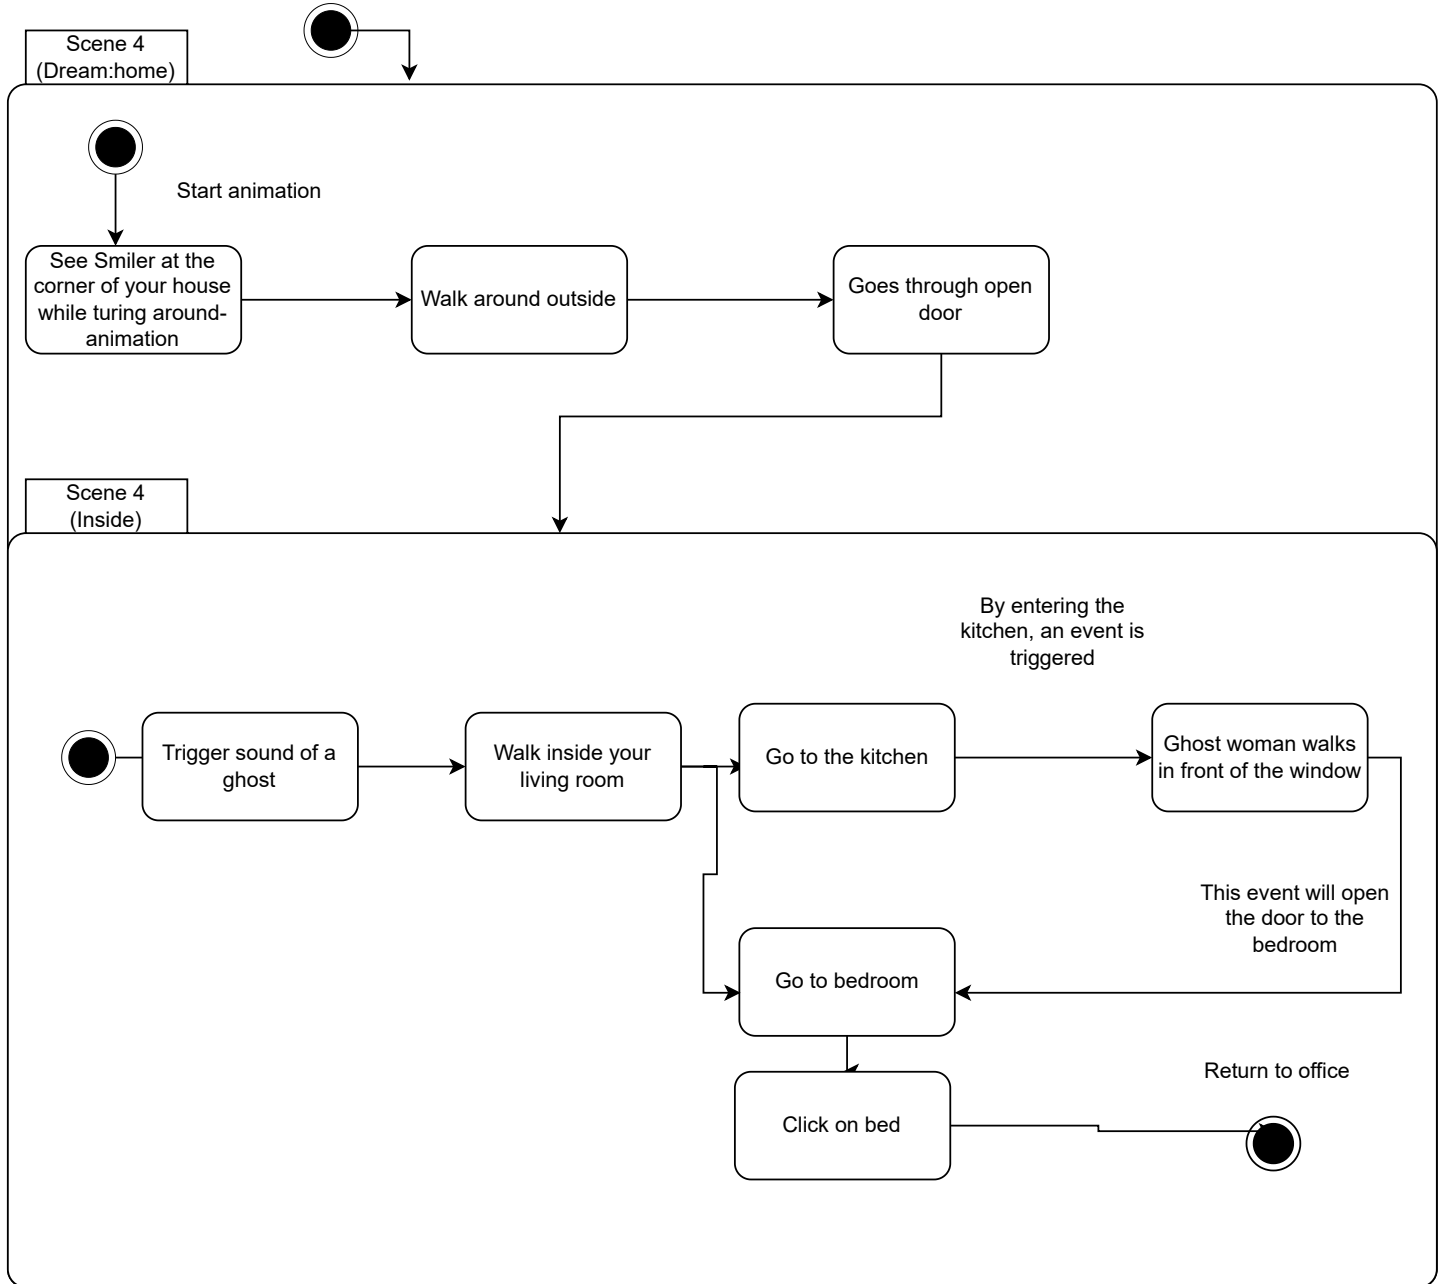 Scene 4
(Dream:home)
Start animation
See Smiler at the
corner of your house
while turing around-
animation
Walk around outside
Goes through open
door
Scene 4
(Inside)
By entering the
kitchen, an event is
triggered
Trigger sound of a
ghost
Walk inside your
living room
Go to the kitchen
Ghost woman walks
in front of the window
This event will open
the door to the
bedroom
Go to bedroom
Return to office
Click on bed